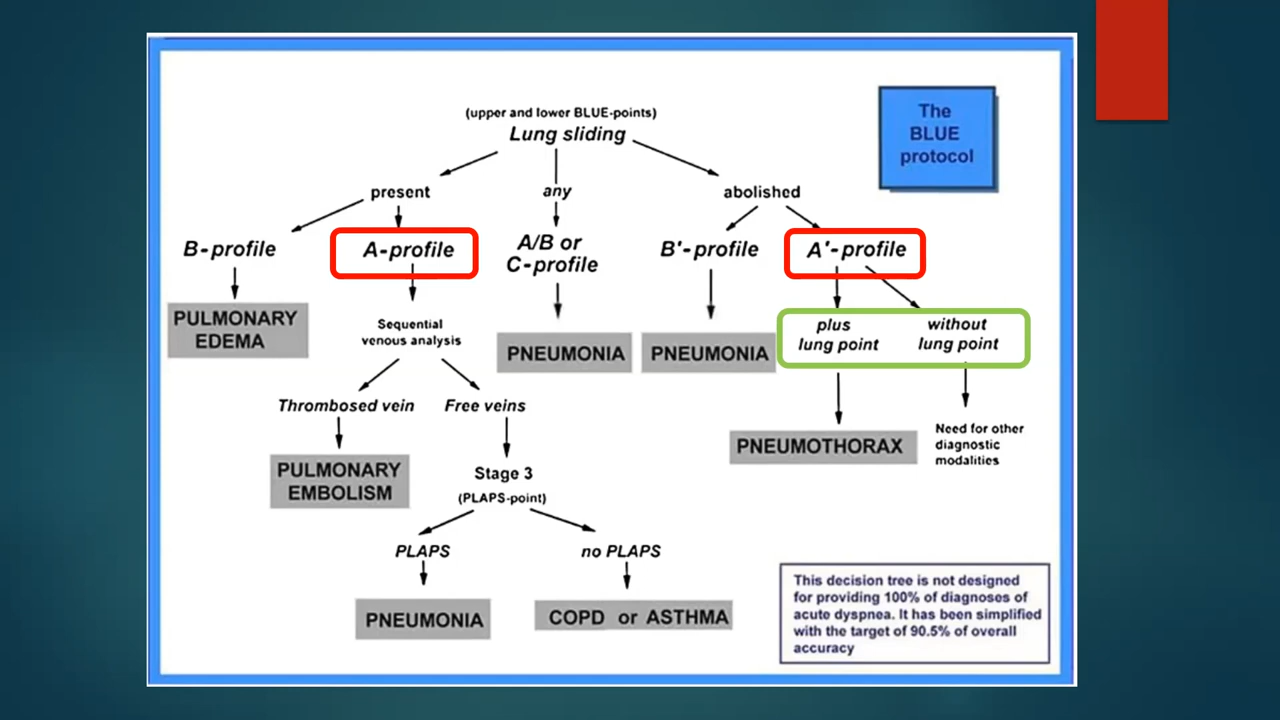 The
BLUE
protocol
(upper and lower BLUE-points)
Lung sliding
present
any
abolished
B-profile
A-profile
A/B or
C-profile
B'-profile
A'-profile
PULMONARY
EDEMA
Sequential
venous analysis
PNEUMONIA
PNEUMONIA
plus
lung point
without
lung point
Thrombosed vein
Free veins
PULMONARY
EMBOLISM
Stage 3
(PLAPS-point)
PNEUMOTHORAX
Need for other
diagnostic
modalities
PLAPS
no PLAPS
PNEUMONIA
COPD or ASTHMA
This decision tree is not designed
for providing 100% of diagnoses of
acute dyspnea. It has been simplified
with the target of 90.5% of overall
accuracy